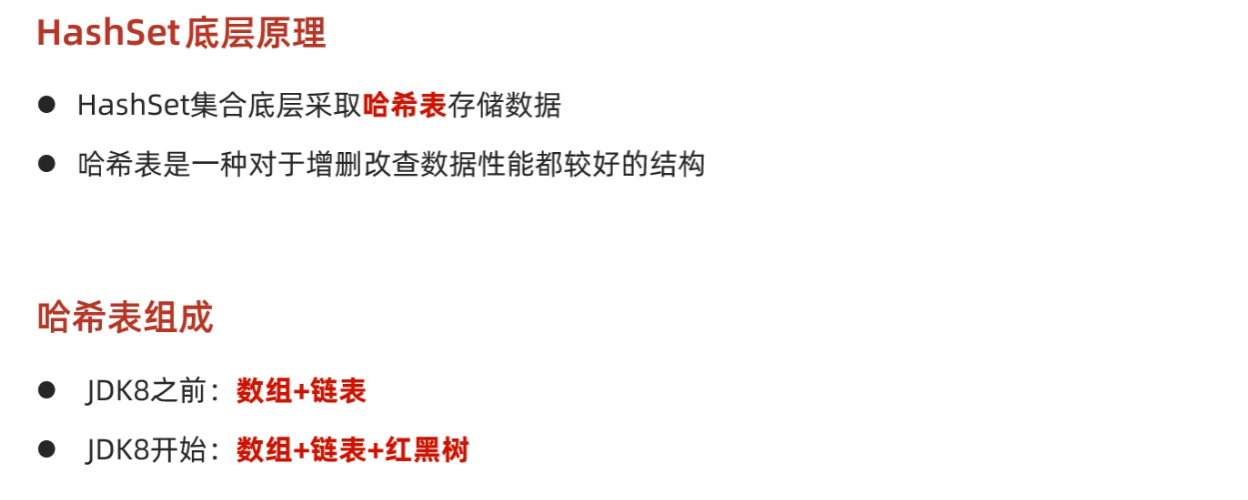 HashSet底层原理
● HashSet集合底层采取哈希表存储数据
● 哈希表是一种对于增删改查数据性能都较好的结构
哈希表组成
● JDK8之前：数组+链表
● JDK8开始：数组+链表+红黑树